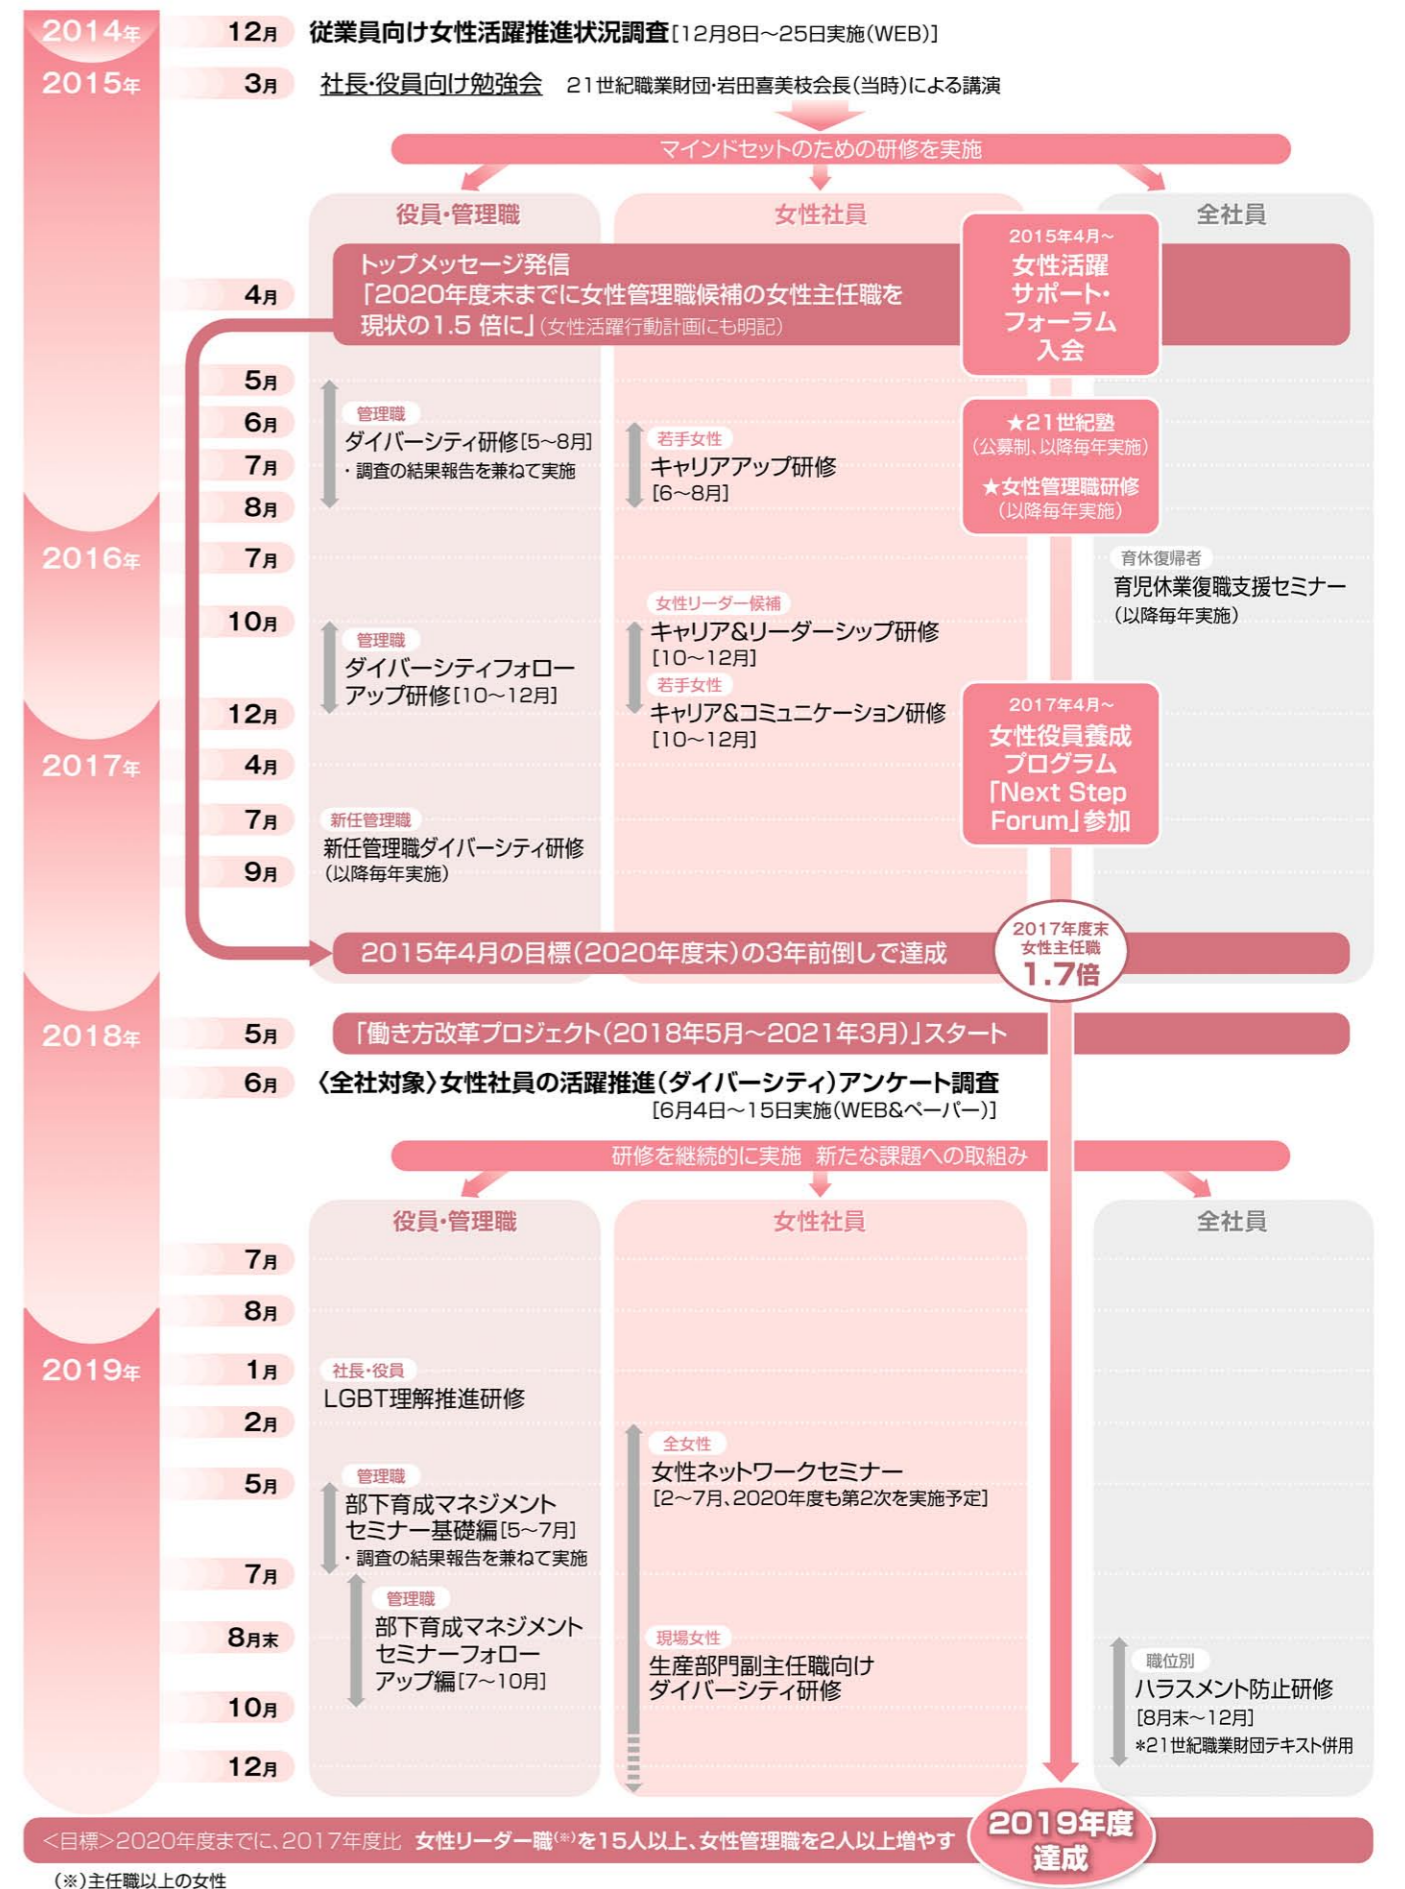 2014年
12月
従業員向け女性活躍推進状況調査[12月8日～25日実施(WEB)]
2015年
3月
社長・役員向け勉強会 21世紀職業財団・岩田喜美枝会長(当時)による講演
マインドセットのための研修を実施
役員・管理職
女性社員
全社員
4月
トップメッセージ発信
「2020年度末までに女性管理職候補の女性主任職を
現状の1.5 倍に」(女性活躍行動計画にも明記)
2015年4月～
女性活躍
サポート・
フォーラム
入会
5月
6月
7月
8月
管理職
ダイバーシティ研修[5～8月]
・調査の結果報告を兼ねて実施
若手女性
キャリアアップ研修
[6～8月]
★21世紀塾
(公募制、以降毎年実施)
★女性管理職研修
(以降毎年実施)
2016年
7月
育休復帰者
育児休業復職支援セミナー
(以降毎年実施)
10月
12月
管理職
ダイバーシティフォロー
アップ研修[10～12月]
女性リーダー候補
キャリア&リーダーシップ研修
[10～12月]
若手女性
キャリア&コミュニケーション研修
[10～12月]
2017年4月～
女性役員養成
プログラム
「Next Step
Forum」参加
2017年
4月
7月
9月
新任管理職
新任管理職ダイバーシティ研修
(以降毎年実施)
2015年4月の目標(2020年度末)の3年前倒しで達成
2017年度末
女性主任職
1.7倍
2018年
5月
「働き方改革プロジェクト(2018年5月～2021年3月)」スタート
6月
〈全社対象〉女性社員の活躍推進(ダイバーシティ)アンケート調査
[6月4日～15日実施(WEB&ペーパー)]
研修を継続的に実施 新たな課題への取組み
役員・管理職
女性社員
全社員
7月
8月
2019年
1月
社長・役員
LGBT理解推進研修
2月
全女性
女性ネットワークセミナー
[2～7月、2020年度も第2次を実施予定]
5月
管理職
部下育成マネジメント
セミナー基礎編[5～7月]
・調査の結果報告を兼ねて実施
7月
管理職
部下育成マネジメント
セミナーフォロー
アップ編[7～10月]
8月末
現場女性
生産部門副主任職向け
ダイバーシティ研修
職位別
ハラスメント防止研修
[8月末～12月]
*21世紀職業財団テキスト併用
10月
12月
<目標>2020年度までに、2017年度比 女性リーダー職(※)を15人以上、女性管理職を2人以上増やす
2019年度
達成
(※)主任職以上の女性